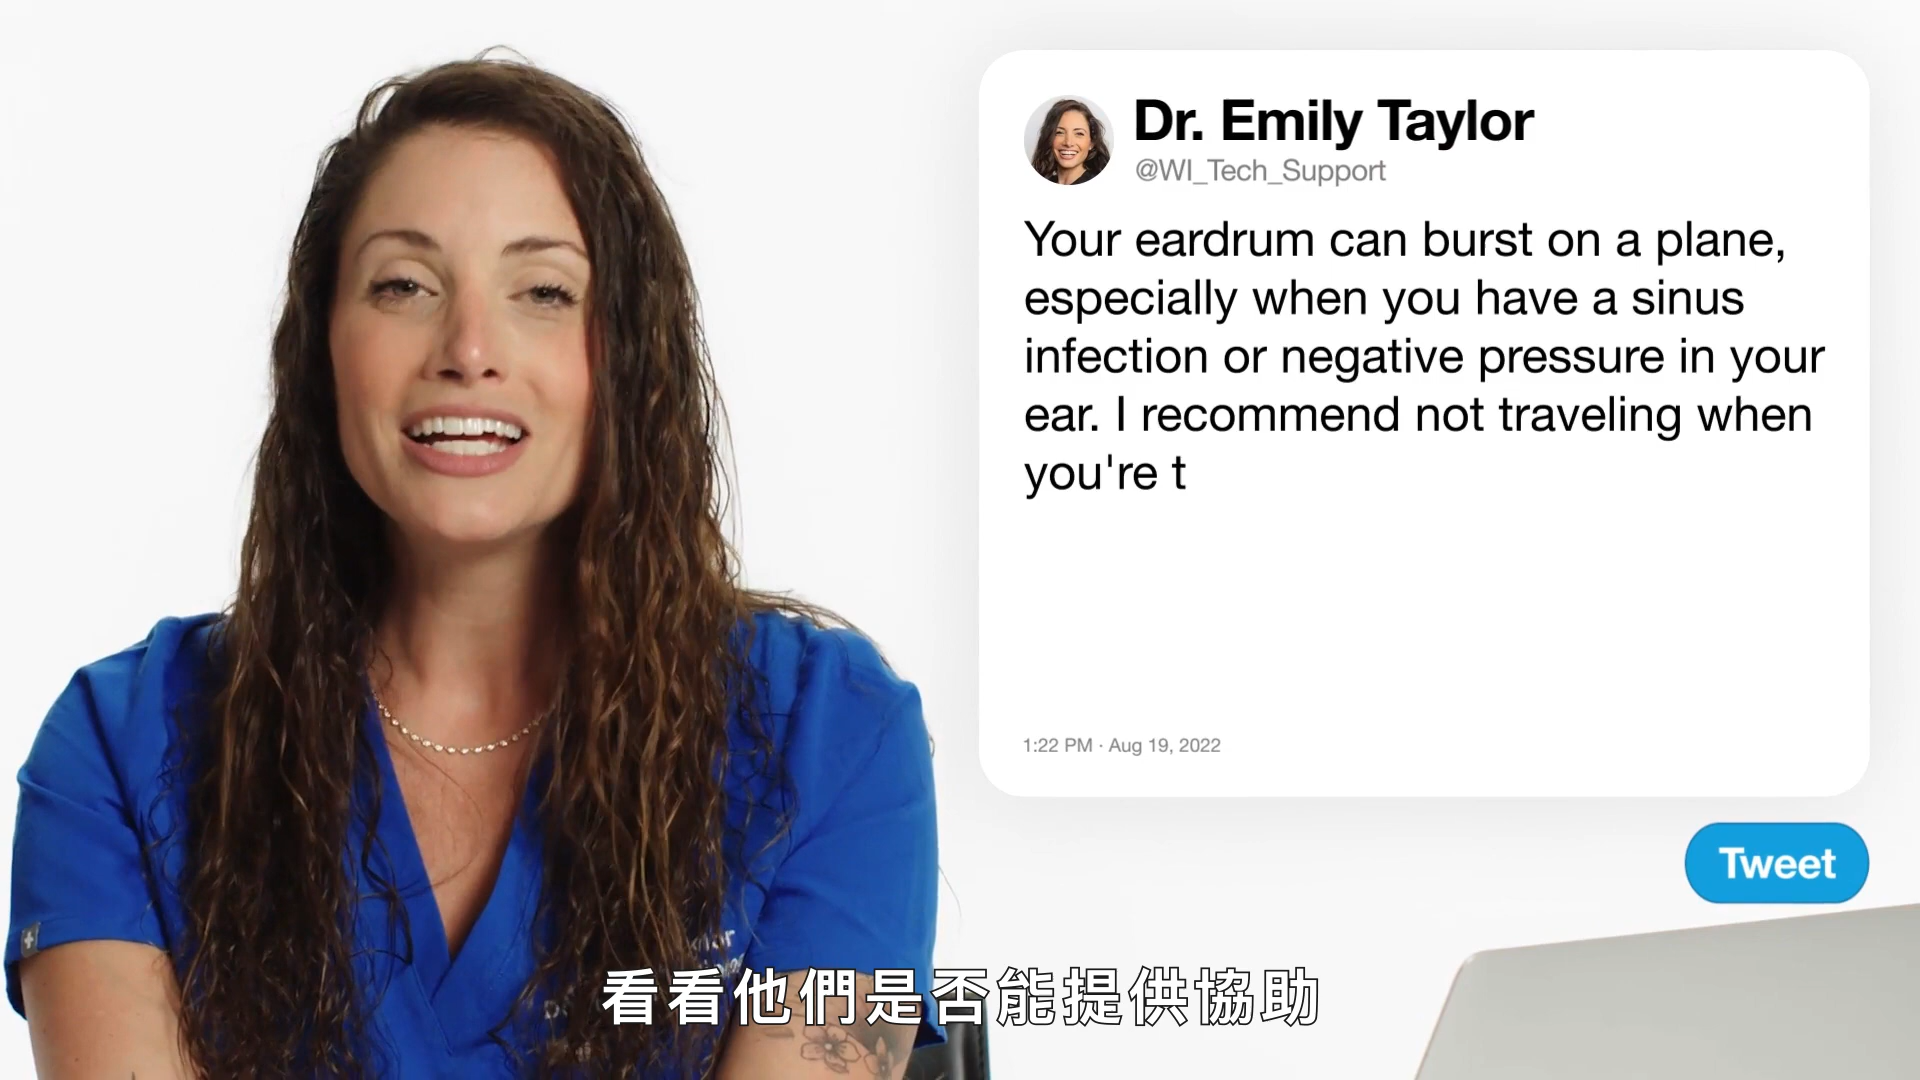 Dr. Emily Taylor
@WI_Tech_Support
Your eardrum can burst on a plane,
especially when you have a sinus
infection or negative pressure in your
ear. I recommend not traveling when
you're t
1:22 PM · Aug 19, 2022
Tweet
看看他們是否能提供協助